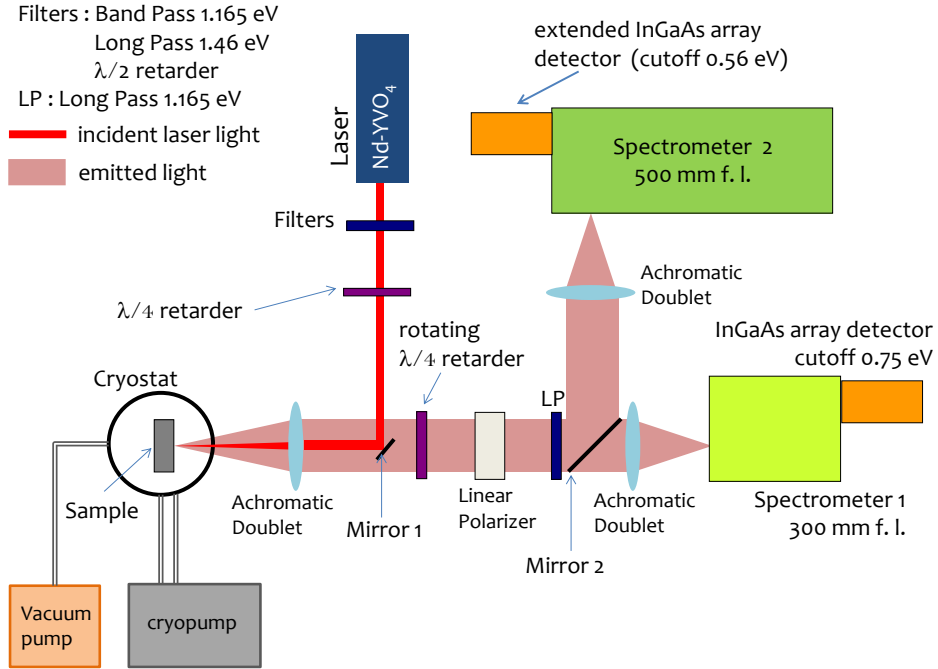 Filters : Band Pass 1.165 eV
Long Pass 1.46 eV
λ/2 retarder
LP : Long Pass 1.165 eV
incident laser light
emitted light
Laser
Nd-YVO₄
Filters
λ/4 retarder
extended InGaAs array
detector (cutoff 0.56 eV)
Spectrometer 2
500 mm f. l.
Achromatic
Doublet
rotating
λ/4 retarder
InGaAs array detector
cutoff 0.75 eV
Cryostat
LP
Sample
Achromatic
Doublet
Mirror 1
Linear
Polarizer
Achromatic
Doublet
Mirror 2
Spectrometer 1
300 mm f. l.
Vacuum
pump
cryopump